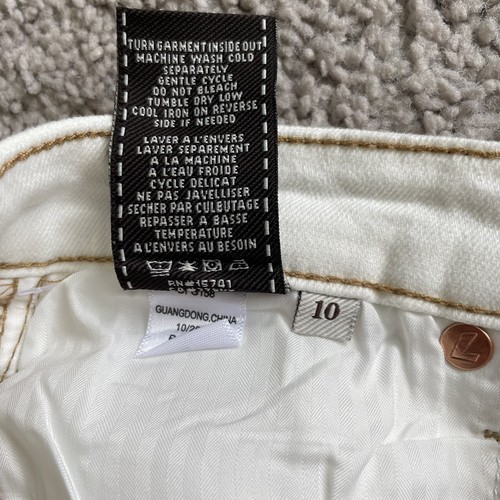 TURN GARMENT INSIDE OUT
MACHINE WASH COLD
SEPARATELY
GENTLE CYCLE
DO NOT BLEACH
TUMBLE DRY LOW
COOL IRON ON REVERSE
SIDE IF NEEDED
LAVER A L'ENVERS
LAVER SEPAREMENT
A LA MACHINE
A L'EAU FROIDE
CYCLE DELICAT
NE PAS JAVELLISER
SECHER PAR CULBUTAGE
REPASSER A BASSE
TEMPERATURE
A L'ENVERS AU BESOIN
GUANGDONG,CHINA
10